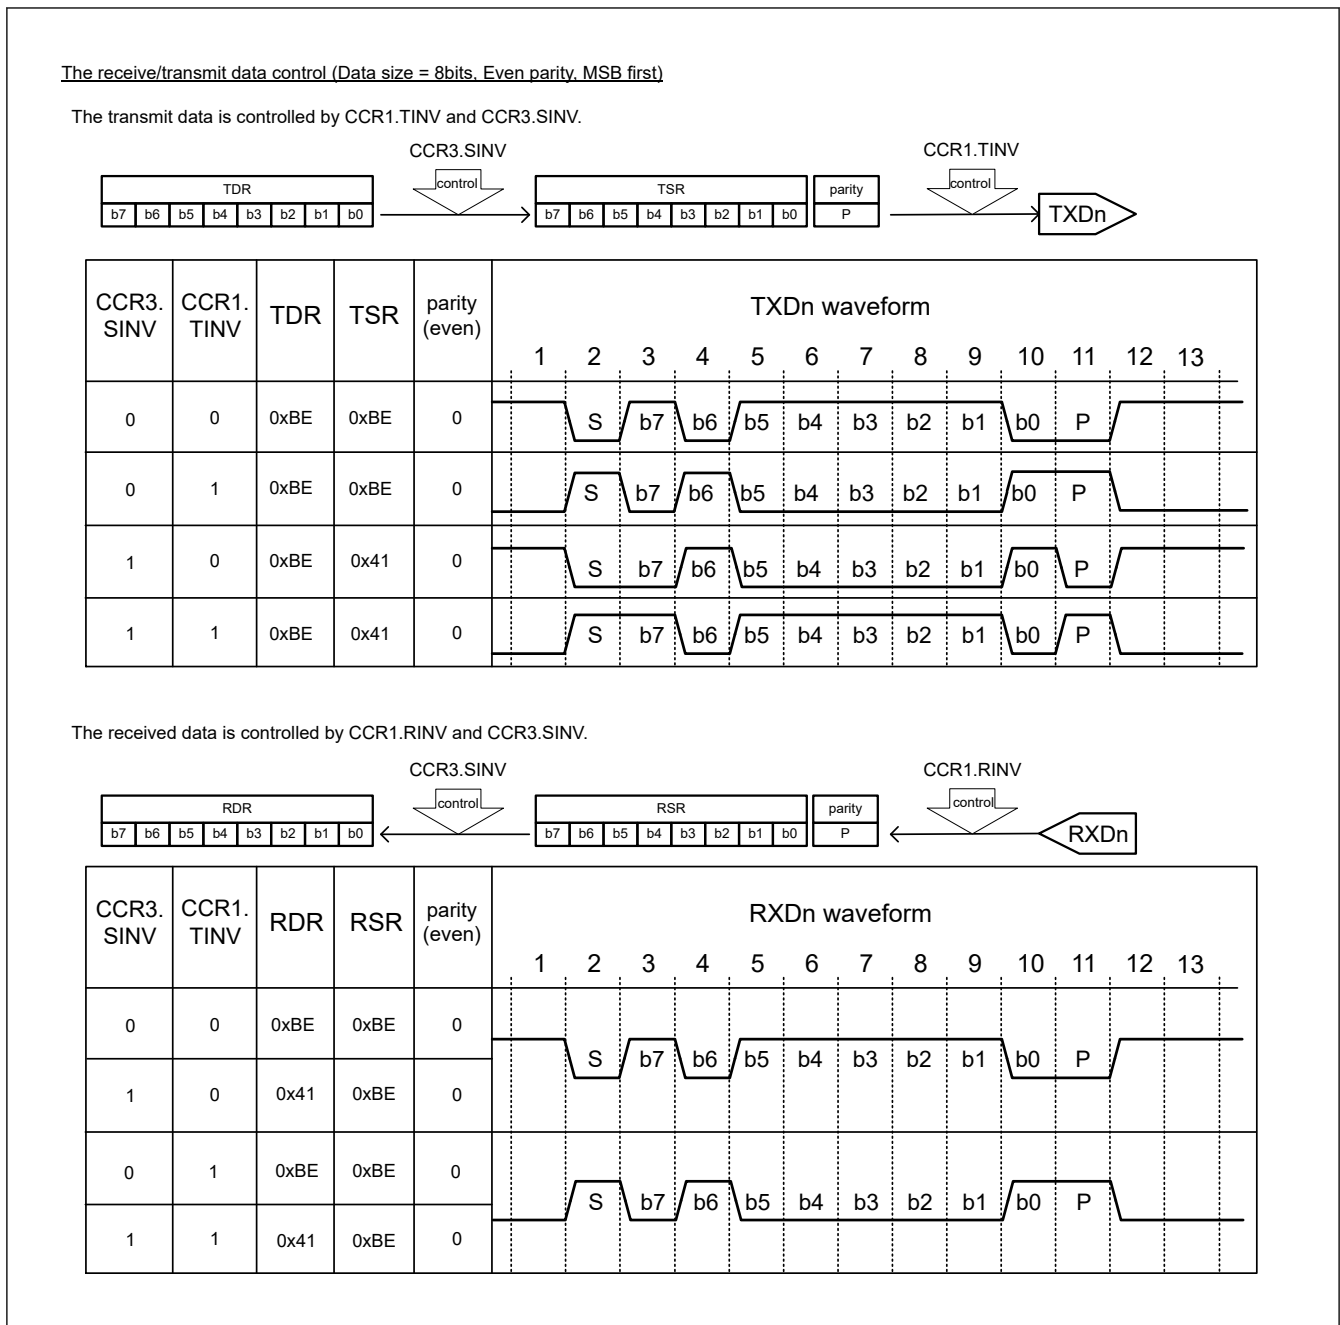 The receive/transmit data control (Data size = 8bits, Even parity, MSB first)
The transmit data is controlled by CCR1.TINV and CCR3.SINV.
CCR3.SINV CCR1.TINV
control control
TDR TSR parity
b7 b6 b5 b4 b3 b2 b1 b0 b7 b6 b5 b4 b3 b2 b1 b0 P TXDn
CCR3. SINV CCR1. TINV TDR TSR parity (even) TXDn waveform
1 2 3 4 5 6 7 8 9 10 11 12 13
0 0 0xBE 0xBE 0 S b7 b6 b5 b4 b3 b2 b1 b0 P
0 1 0xBE 0xBE 0 S b7 b6 b5 b4 b3 b2 b1 b0 P
1 0 0xBE 0x41 0 S b7 b6 b5 b4 b3 b2 b1 b0 P
1 1 0xBE 0x41 0 S b7 b6 b5 b4 b3 b2 b1 b0 P
The received data is controlled by CCR1.RINV and CCR3.SINV.
CCR3.SINV CCR1.RINV
control control
RDR RSR parity
b7 b6 b5 b4 b3 b2 b1 b0 b7 b6 b5 b4 b3 b2 b1 b0 P RXDn
CCR3. SINV CCR1. TINV RDR RSR parity (even) RXDn waveform
1 2 3 4 5 6 7 8 9 10 11 12 13
0 0 0xBE 0xBE 0
S b7 b6 b5 b4 b3 b2 b1 b0 P
1 0 0x41 0xBE 0
0 1 0xBE 0xBE 0
S b7 b6 b5 b4 b3 b2 b1 b0 P
1 1 0x41 0xBE 0